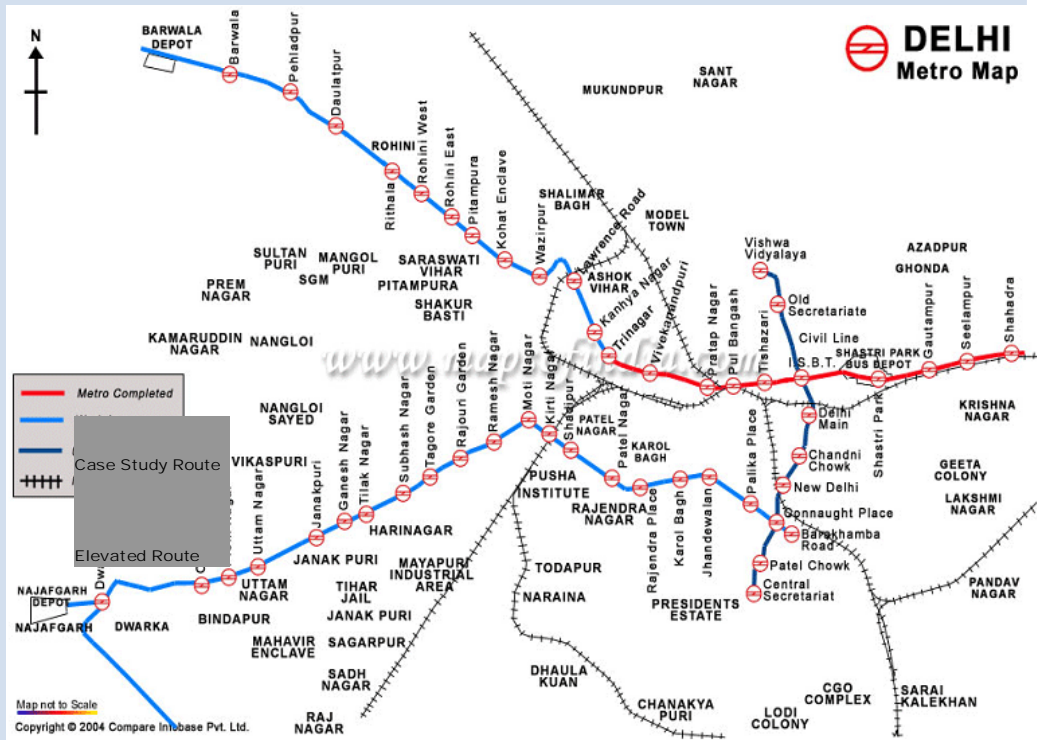 DELHI
Metro Map
N
BARWALA
DEPOT
Barwala
Pehladpur
Daulatpur
ROHINI
Rithala
Rohini West
Rohini East
Pitampura
Kohat Enclave
Wazirpur
Lawrence Road
MUKUNDPUR
SANT
NAGAR
SHALIMAR
BAGH
MODEL
TOWN
ASHOK
VIHAR
Kanhya Nagar
Trinagar
Vivekanandpuri
Pratap Nagar
Pul Bangash
Tishazari
Vishwa
Vidyalaya
Old
Secretariate
Civil Line
I.S.B.T.
SHASTRI PARK
BUS DEPOT
Shastri Park
Gautampur
Seelampur
Shahadra
AZADPUR
GHONDA
SULTAN
PURI
MANGOL
PURI
SGM
SARASWATI
VIHAR
PITAMPURA
PREM
NAGAR
SHAKUR
BASTI
KAMARUDDIN
NAGAR
NANGLOI
www.mapsofindia.com
Metro Completed
Case Study Route
Elevated Route
NANGLOI
SAYED
VIKASPURI
Uttam Nagar
Janakpuri
Ganesh Nagar
Tilak Nagar
Subhash Nagar
Tagore Garden
Rajouri Garden
Ramesh Nagar
Moti Nagar
Kirti Nagar
Shadipur
PATEL
NAGAR
Patel Nagar
KAROL
BAGH
Rajendra Place
Karol Bagh
Jhandewalan
Palika Place
Delhi
Main
Chandni
Chowk
New Delhi
Connaught Place
Barakhamba
Road
Patel Chowk
Central
Secretariat
KRISHNA
NAGAR
GEETA
COLONY
LAKSHMI
NAGAR
PANDAV
NAGAR
PUSHA
INSTITUTE
RAJENDRA
NAGAR
HARINAGAR
JANAK PURI
MAYAPURI
INDUSTRIAL
AREA
TODAPUR
NARAINA
PRESIDENTS
ESTATE
UTTAM
NAGAR
TIHAR
JAIL
JANAK PURI
NAJAFGARH
DEPOT
NAJAFGARH
DWARKA
BINDAPUR
MAHAVIR
ENCLAVE
SAGARPUR
SADH
NAGAR
RAJ
NAGAR
DHAULA
KUAN
CHANAKYA
PURI
LODI
COLONY
CGO
COMPLEX
SARAI
KALEKHAN
Map not to Scale
Copyright © 2004 Compare Infobase Pvt. Ltd.